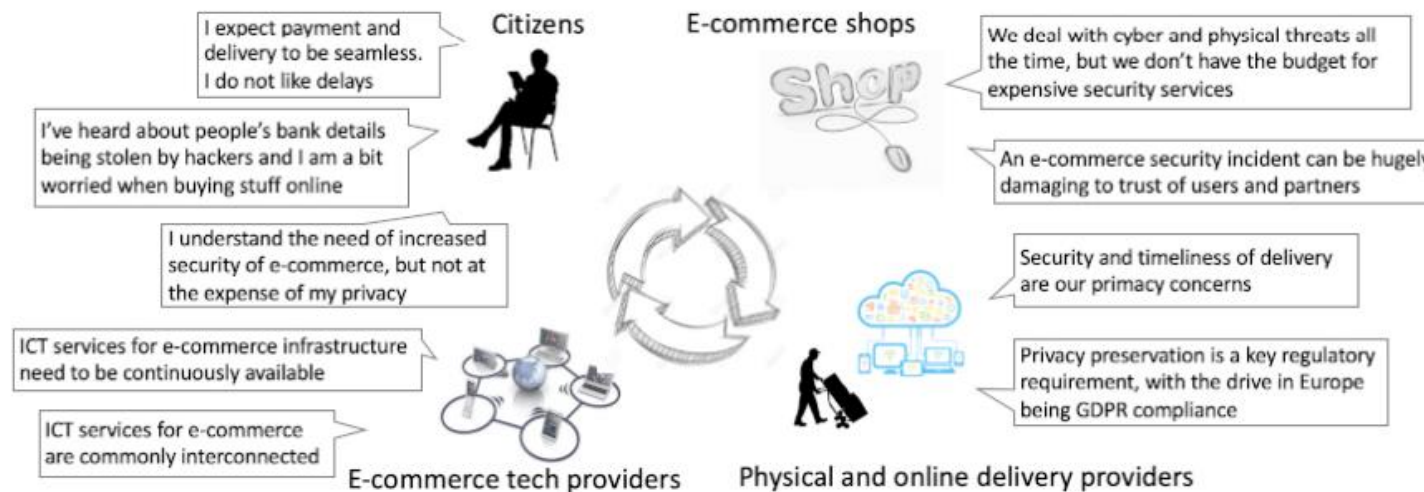 Citizens
I expect payment and
delivery to be seamless.
I do not like delays
I've heard about people's bank details
being stolen by hackers and I am a bit
worried when buying stuff online
I understand the need of increased
security of e-commerce, but not at
the expense of my privacy
E-commerce shops
Shop
We deal with cyber and physical threats all
the time, but we don't have the budget for
expensive security services
An e-commerce security incident can be hugely
damaging to trust of users and partners
ICT services for e-commerce infrastructure
need to be continuously available
ICT services for e-commerce
are commonly interconnected
E-commerce tech providers
Security and timeliness of delivery
are our primacy concerns
Privacy preservation is a key regulatory
requirement, with the drive in Europe
being GDPR compliance
Physical and online delivery providers